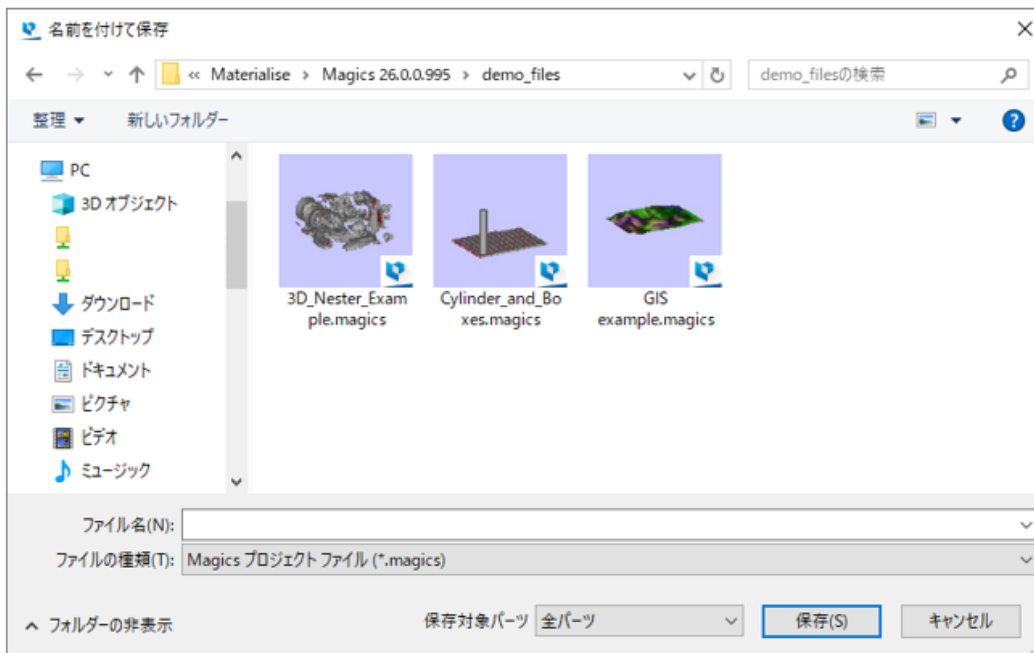 名前を付けて保存
« Materialise › Magics 26.0.0.995 › demo_files
demo_filesの検索
整理
新しいフォルダー
?
PC
3D オブジェクト
ダウンロード
デスクトップ
ドキュメント
ピクチャ
ビデオ
ミュージック
3D_Nester_Exam
ple.magics
Cylinder_and_Bo
xes.magics
GIS
example.magics
ファイル名(N):
ファイルの種類(T): Magics プロジェクト ファイル (*.magics)
フォルダーの非表示
保存対象パーツ 全パーツ
保存(S)
キャンセル